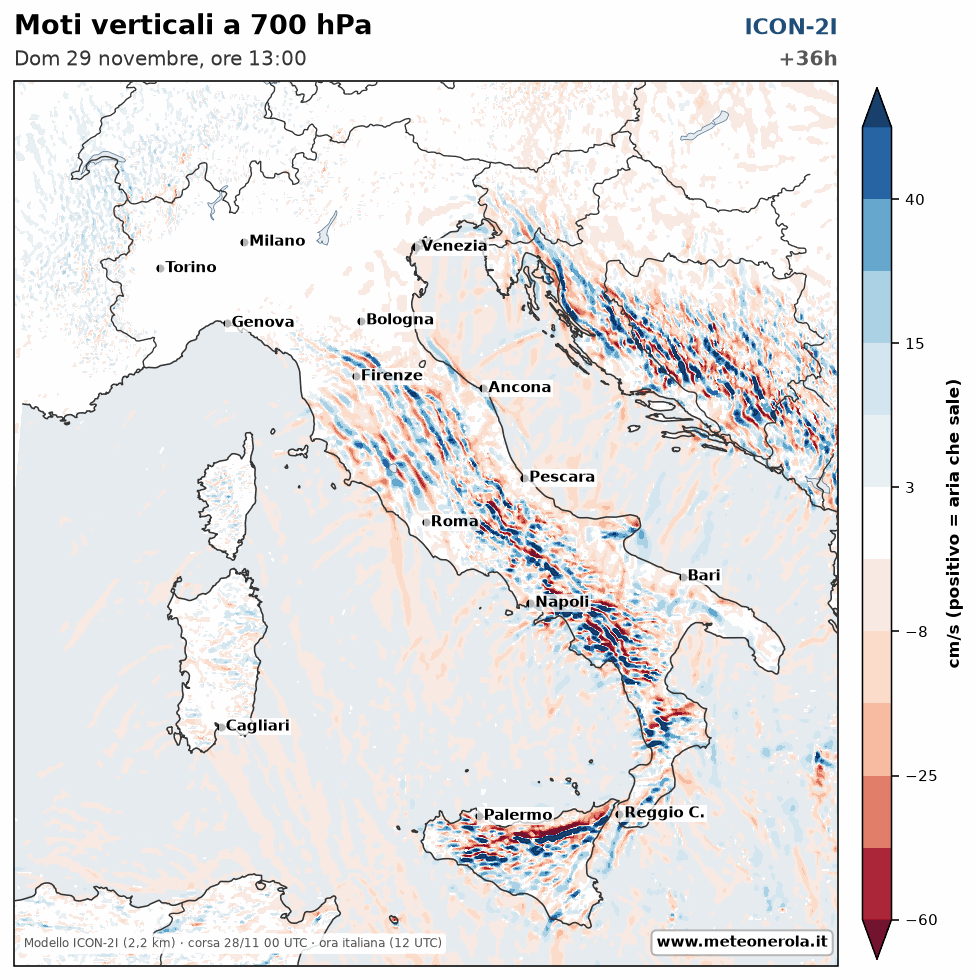 Moti verticali a 700 hPa
ICON-2I
Dom 29 novembre, ore 13:00
+36h
Milano
Venezia
Torino
Genova
Bologna
Firenze
Ancona
Pescara
Roma
Bari
Napoli
Cagliari
Palermo
Reggio C.
40
15
3
−8
−25
−60
cm/s (positivo = aria che sale)
Modello ICON-2I (2,2 km) · corsa 28/11 00 UTC · ora italiana (12 UTC)
www.meteonerola.it